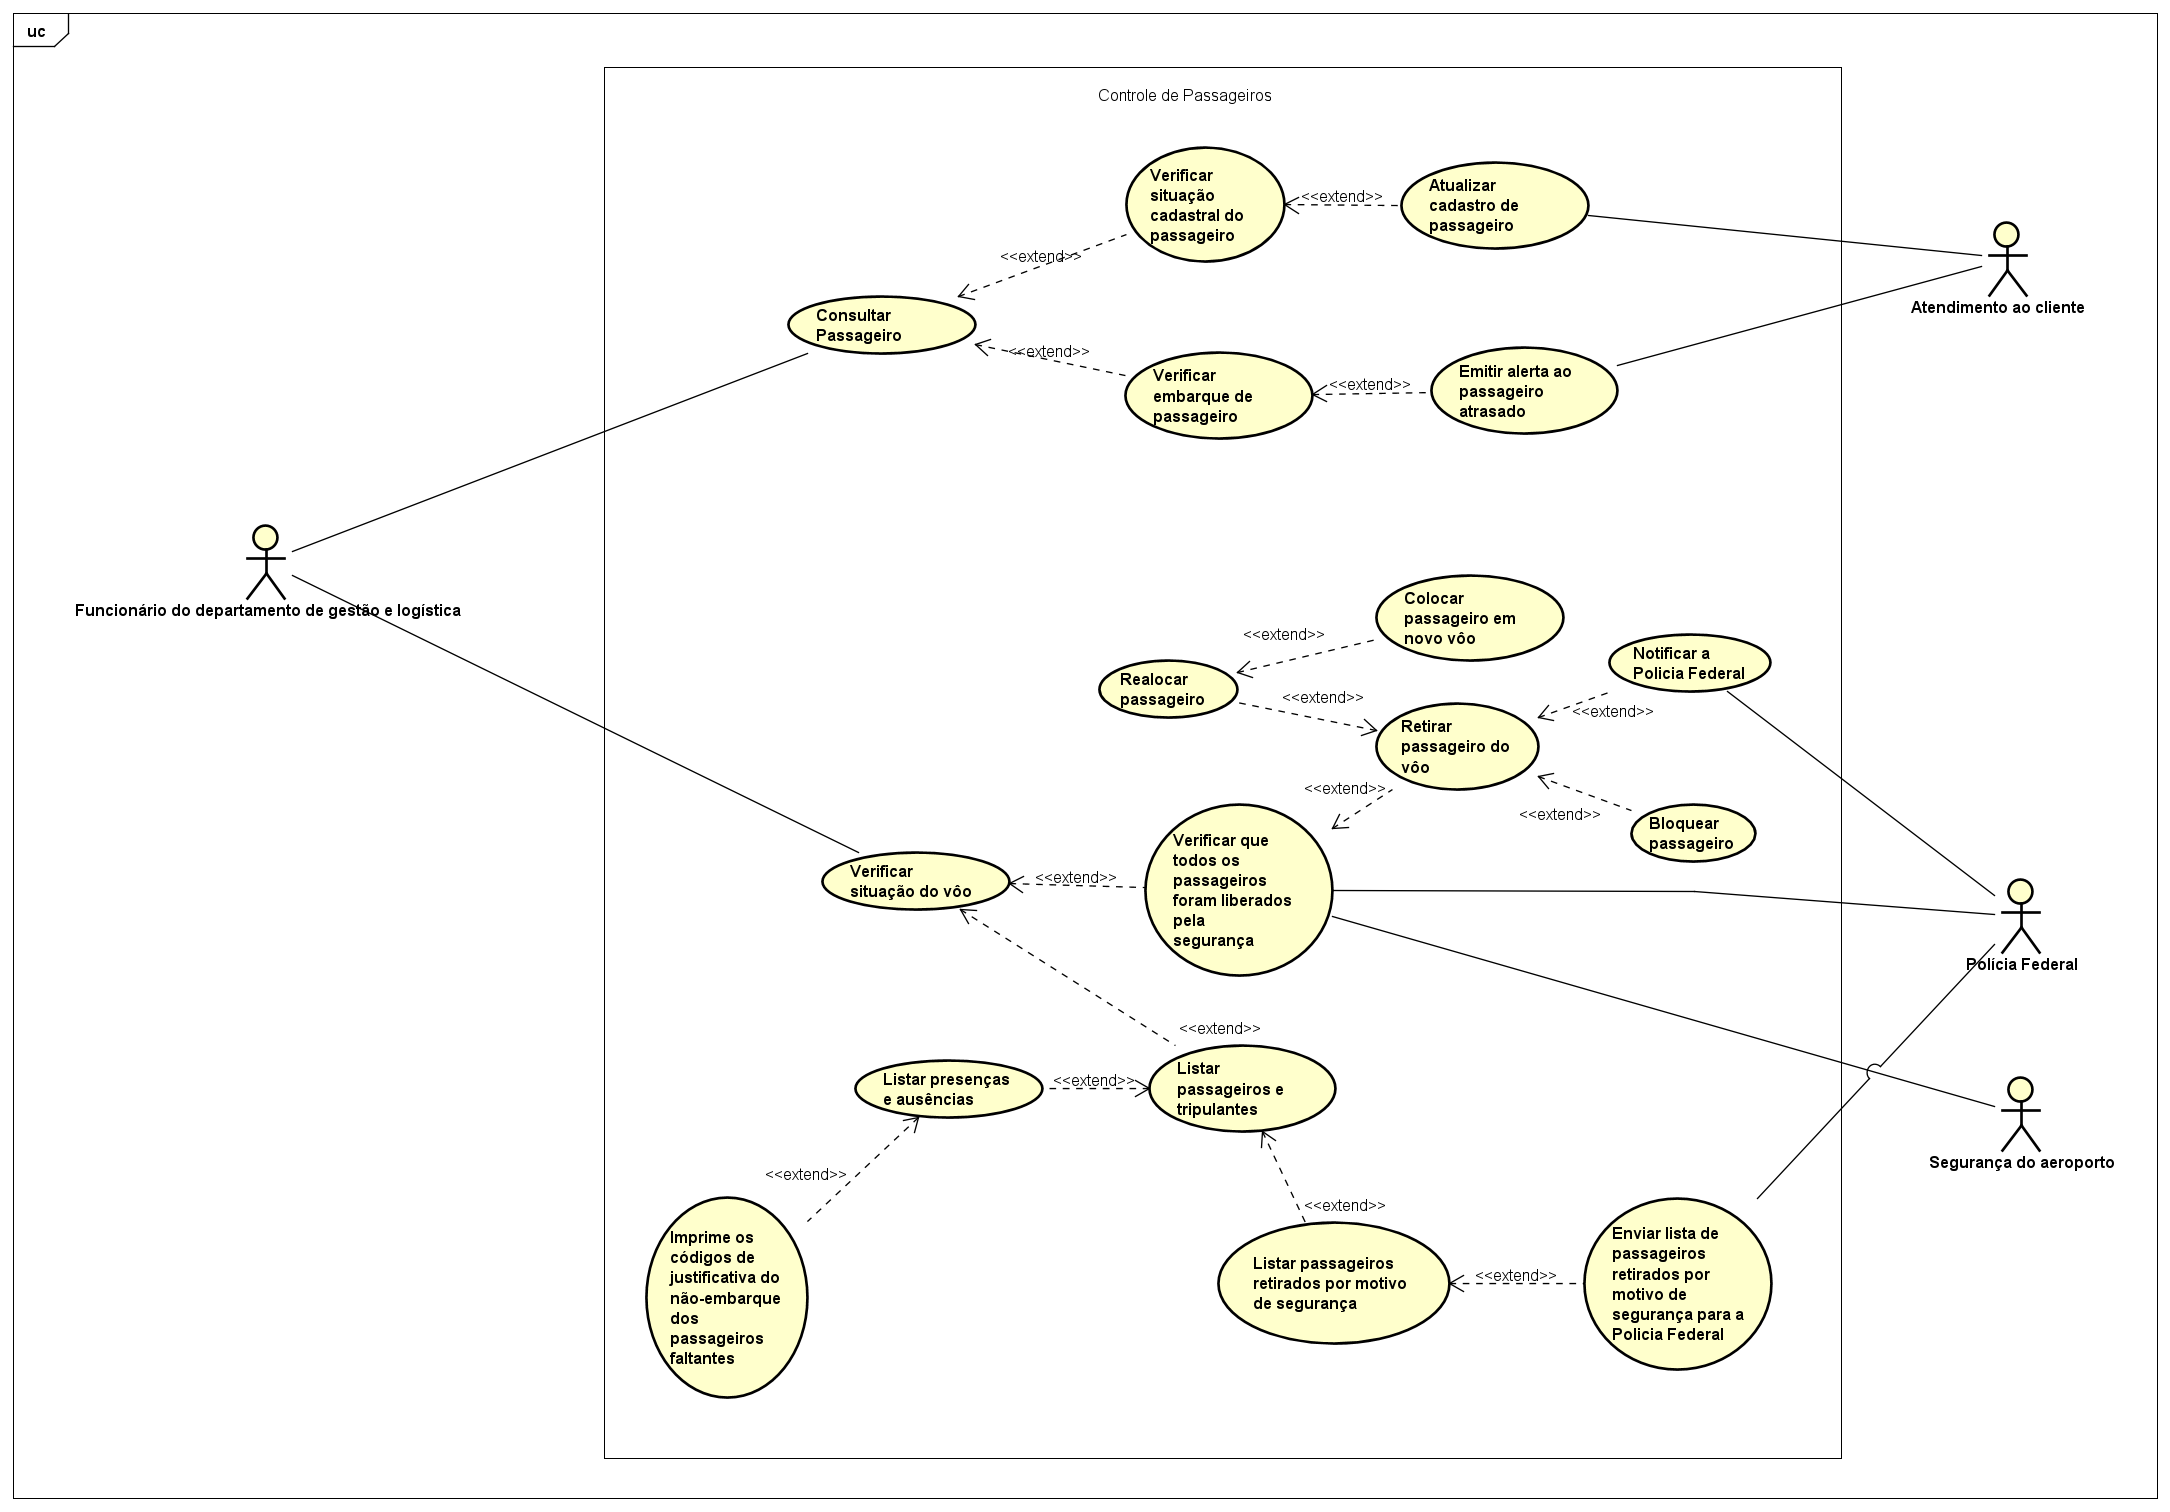 uc
Controle de Passageiros
Verificar
situação
cadastral do
passageiro
<<extend>>
Atualizar
cadastro de
passageiro
<<extend>>
Consultar
Passageiro
Atendimento ao cliente
<<extend>>
Verificar
embarque de
passageiro
<<extend>>
Emitir alerta ao
passageiro
atrasado
Funcionário do departamento de gestão e logística
Colocar
passageiro em
novo vôo
<<extend>>
Realocar
passageiro
<<extend>>
Notificar a
Policia Federal
<<extend>>
Retirar
passageiro do
vôo
<<extend>>
<<extend>>
Bloquear
passageiro
Verificar
situação do vôo
<<extend>>
Verificar que
todos os
passageiros
foram liberados
pela
segurança
Polícia Federal
<<extend>>
Listar presenças
e ausências
<<extend>>
Listar
passageiros e
tripulantes
Segurança do aeroporto
<<extend>>
<<extend>>
Imprime os
códigos de
justificativa do
não-embarque
dos
passageiros
faltantes
Listar passageiros
retirados por motivo
de segurança
<<extend>>
Enviar lista de
passageiros
retirados por
motivo de
segurança para a
Policia Federal